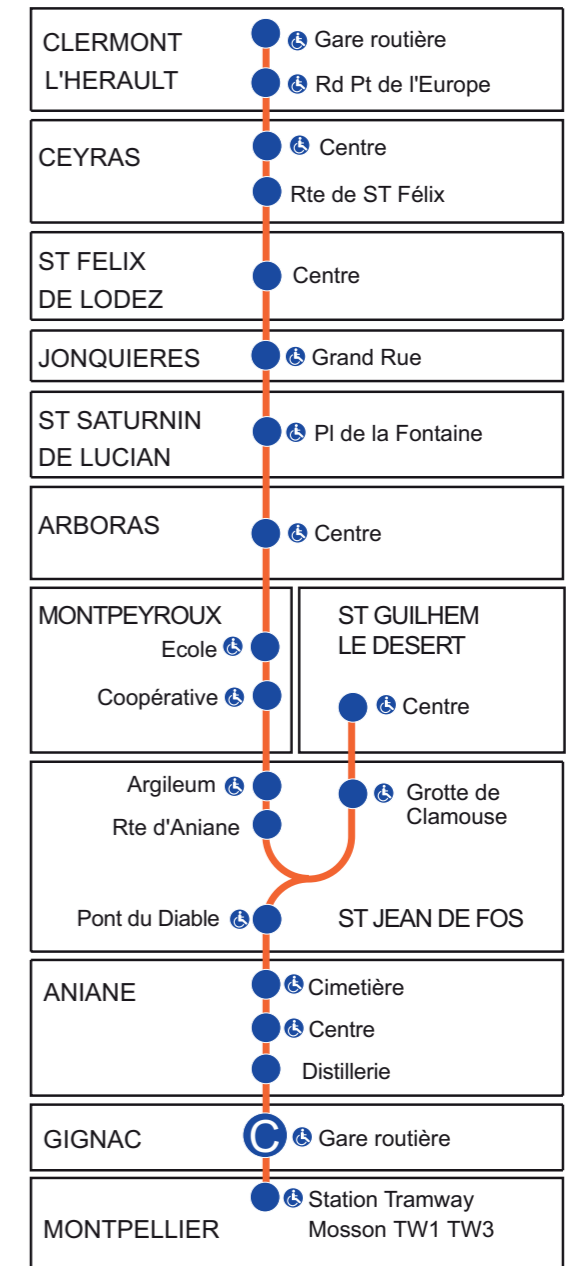 CLERMONT
L'HERAULT
Gare routière
Rd Pt de l'Europe
CEYRAS
Centre
Rte de ST Félix
ST FELIX
DE LODEZ
Centre
JONQUIERES
Grand Rue
ST SATURNIN
DE LUCIAN
Pl de la Fontaine
ARBORAS
Centre
MONTPEYROUX
Ecole
Coopérative
ST GUILHEM
LE DESERT
Centre
Argileum
Rte d'Aniane
Grotte de
Clamouse
Pont du Diable
ST JEAN DE FOS
ANIANE
Cimetière
Centre
Distillerie
GIGNAC
C
Gare routière
MONTPELLIER
Station Tramway
Mosson TW1 TW3